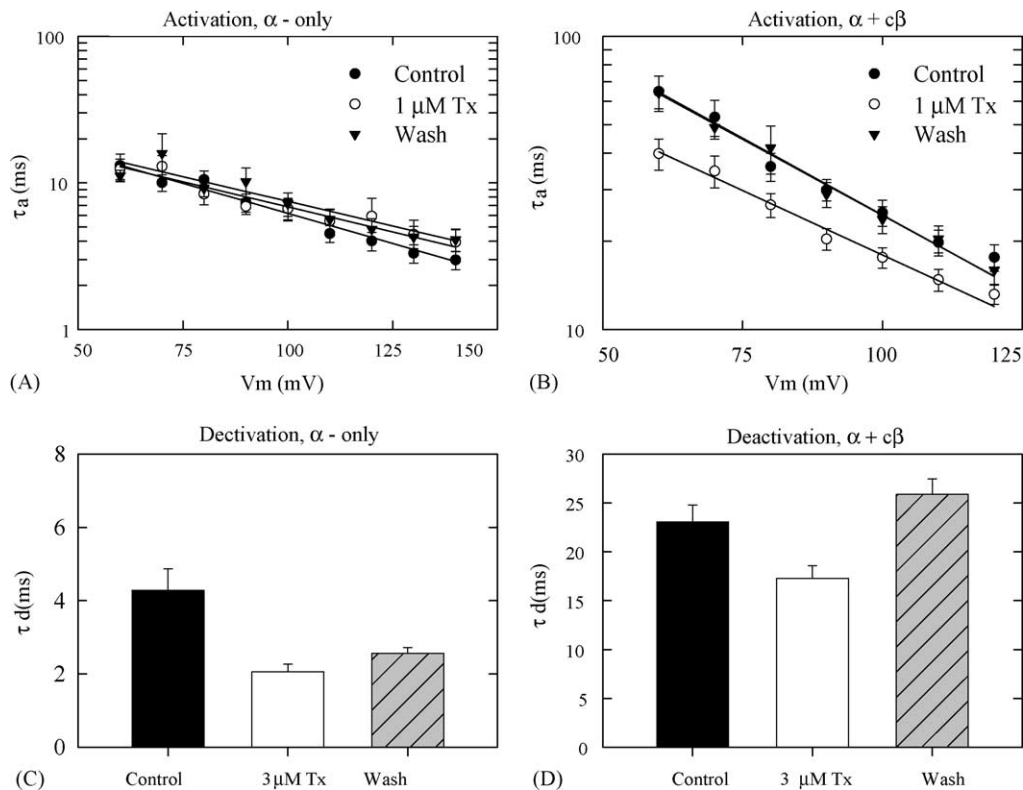 Activation, α - only
100
10
1
τa (ms)
Control
1 μM Tx
Wash
50 75 100 125 150
Vm (mV)
(A)
Activation, α + cβ
100
10
τa (ms)
Control
1 μM Tx
Wash
50 75 100 125
Vm (mV)
(B)
Dectivation, α - only
8
6
4
2
0
τ d(ms)
Control 3 μM Tx Wash
(C)
Deactivation, α + cβ
30
25
20
15
10
5
0
τ d(ms)
Control 3 μM Tx Wash
(D)